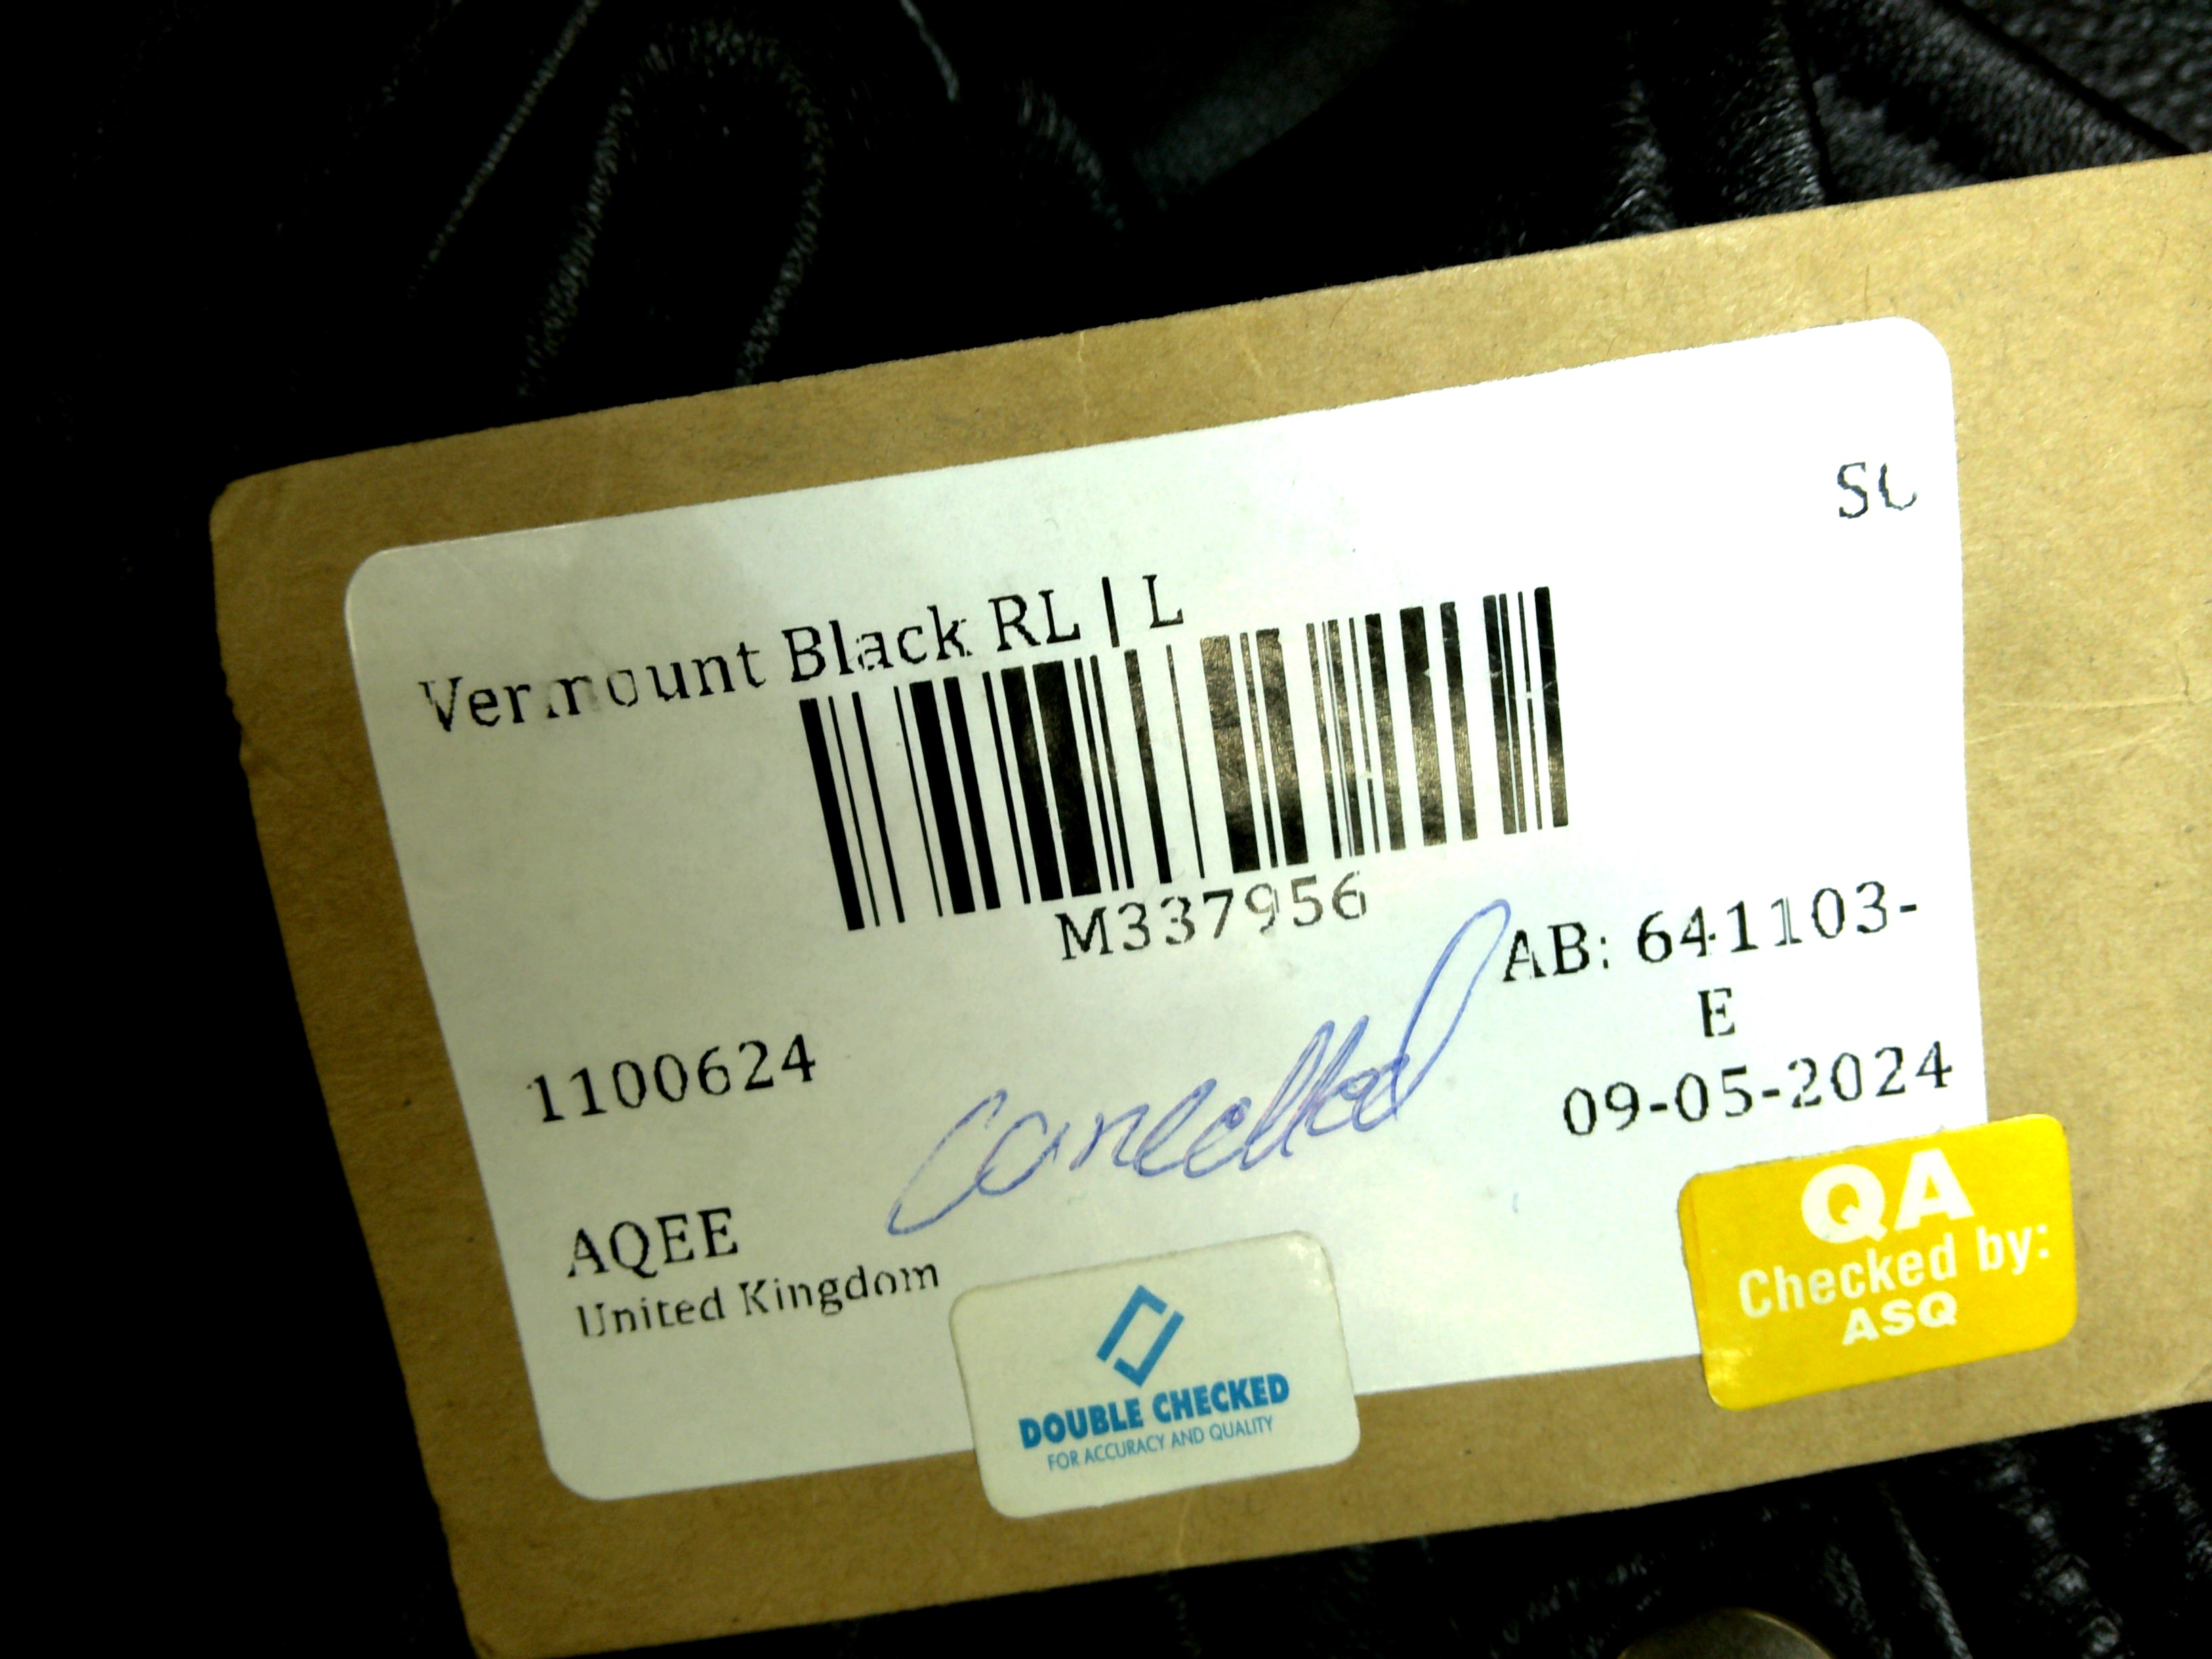 Vermount Black RL | L
M337956
AB: 641103-
E
1100624
09-05-2024
cancelled
AQEE
United Kingdom
QA
Checked by:
ASQ
DOUBLE CHECKED
FOR ACCURACY AND QUALITY